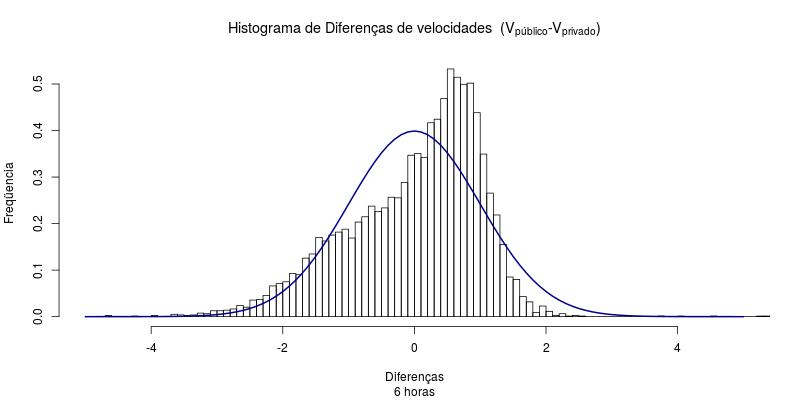 Histograma de Diferenças de velocidades (Vpúblico-Vprivado)
Freqüencia
0.5
0.4
0.3
0.2
0.1
0.0
-4 -2 0 2 4
Diferenças
6 horas